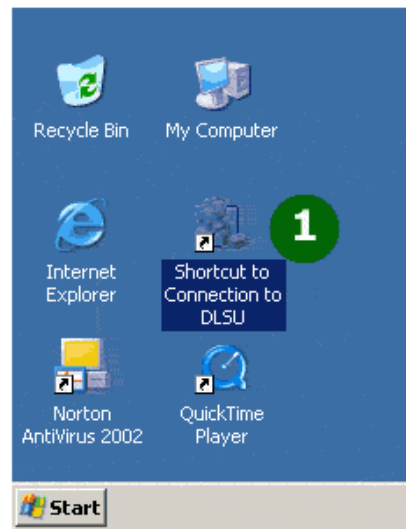 Recycle Bin
My Computer
1
Internet
Explorer
Shortcut to
Connection to
DLSU
Norton
AntiVirus 2002
QuickTime
Player
Start